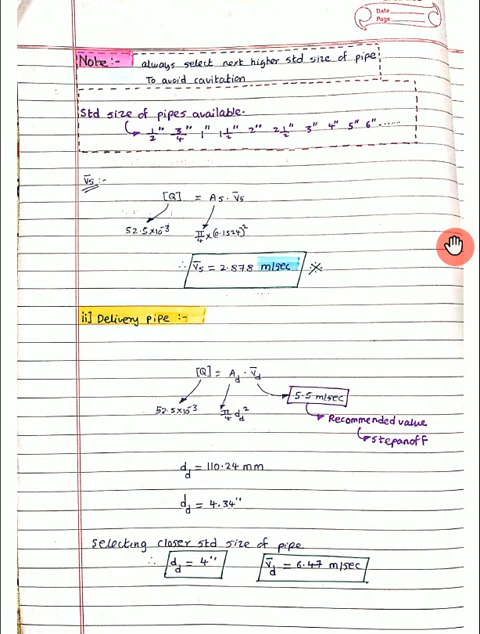 Date
Page
Note:- always select next higher std size of pipe
To avoid cavitation
Std size of pipes available.
1/2" 3/4" 1" 1 1/2" 2" 2 1/2" 3" 4" 5" 6" .....
V̅s:-
[Q] = As . V̅s
52.5x10⁻³ π/4 x(0.1524)²
∴ V̅s = 2.878 m/sec
ii] Delivery pipe :-
[Q] = Ad . V̅d
5.5 m/sec
52.5x10⁻³ π/4 dd²
Recommended value
stepanoff
dd = 110.24 mm
dd = 4.34"
selecting closer std size of pipe
∴ dd = 4" V̅d = 6.47 m/sec